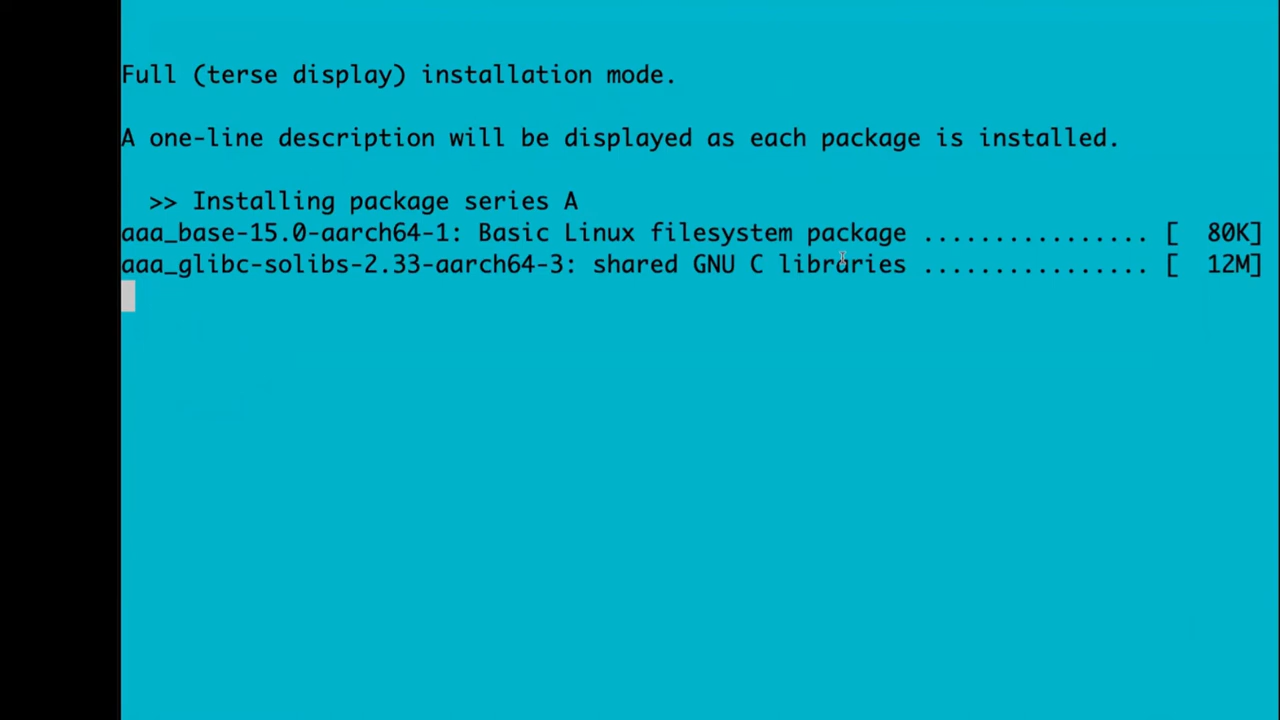 Full (terse display) installation mode.
A one-line description will be displayed as each package is installed.
>> Installing package series A
aaa_base-15.0-aarch64-1: Basic Linux filesystem package ................ [  80K]
aaa_glibc-solibs-2.33-aarch64-3: shared GNU C libraries ................ [  12M]